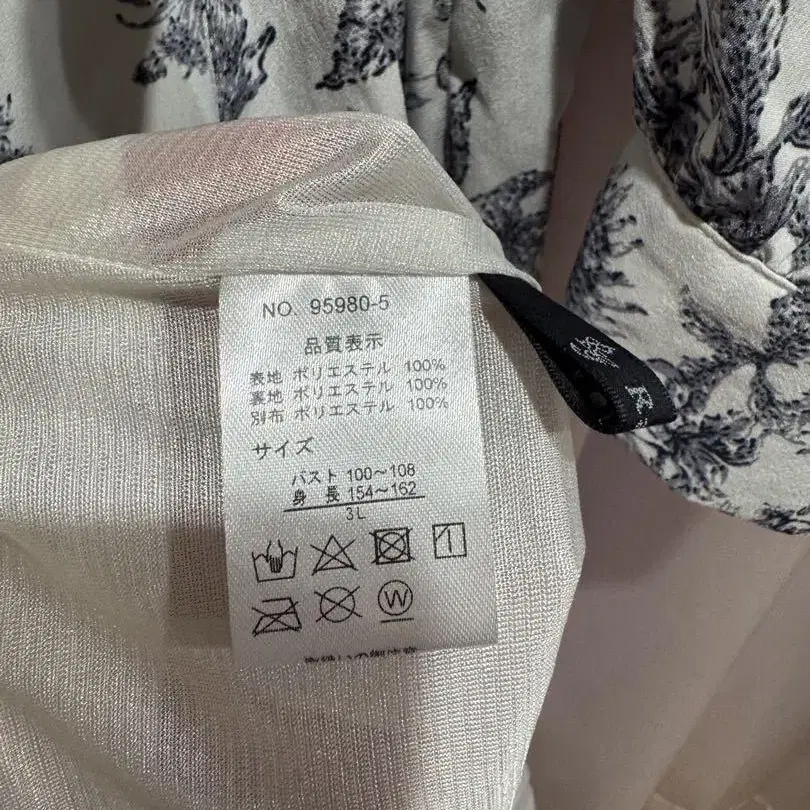 NO. 95980-5
品質表示
表地 ポリエステル 100%
裏地 ポリエステル 100%
別布 ポリエステル 100%
サイズ
バスト 100～108
身 長 154～162
3L
W
R